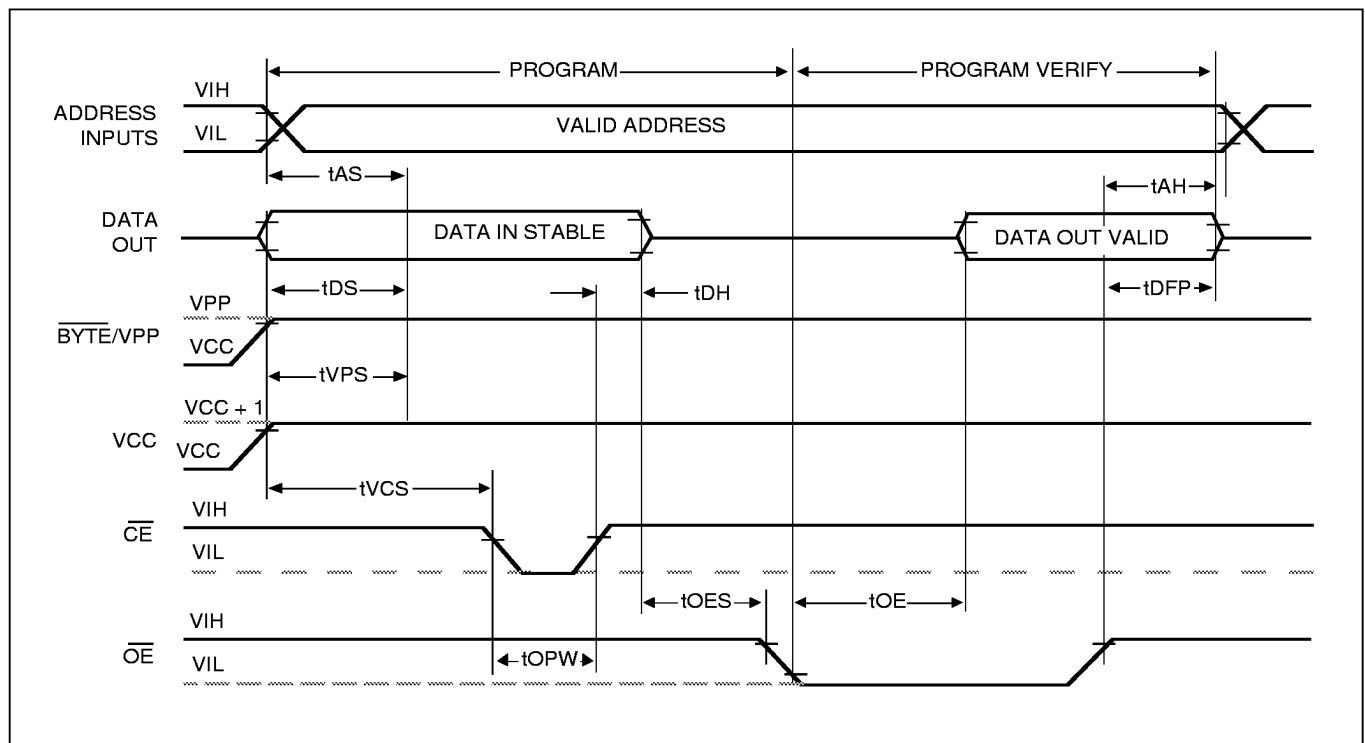 PROGRAM
PROGRAM VERIFY
VIH
ADDRESS
INPUTS
VIL
VALID ADDRESS
tAS
tAH
DATA
OUT
DATA IN STABLE
DATA OUT VALID
tDS
tDH
tDFP
VPP
BYTE/VPP
VCC
tVPS
VCC + 1
VCC
VCC
tVCS
VIH
CE
VIL
tOES
tOE
VIH
OE
VIL
tOPW